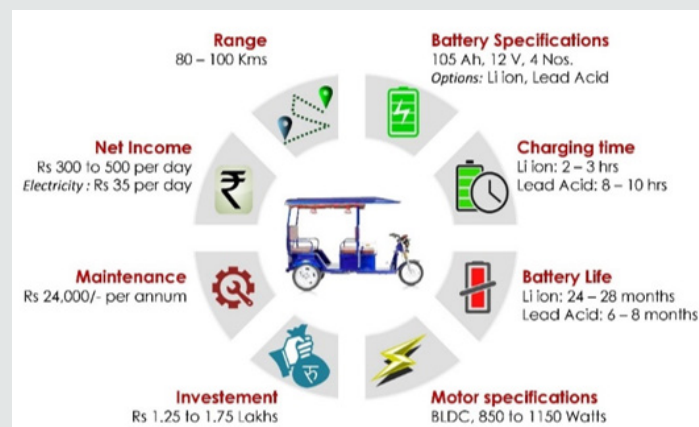 Range
80 – 100 Kms
Battery Specifications
105 Ah, 12 V, 4 Nos.
Options: Li ion, Lead Acid
Net Income
Rs 300 to 500 per day
Electricity : Rs 35 per day
₹
Charging time
Li ion: 2 – 3 hrs
Lead Acid: 8 – 10 hrs
Maintenance
Rs 24,000/- per annum
Battery Life
Li ion: 24 – 28 months
Lead Acid: 6 – 8 months
रु
Investement
Rs 1.25 to 1.75 Lakhs
Motor specifications
BLDC, 850 to 1150 Watts